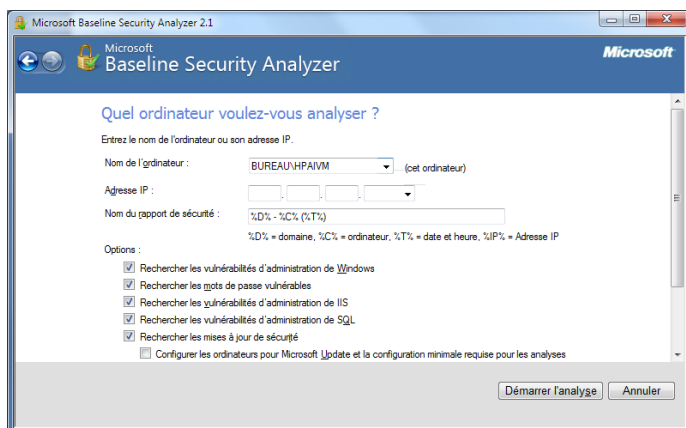 Microsoft Baseline Security Analyzer 2.1
Microsoft
Baseline Security Analyzer
Microsoft
Quel ordinateur voulez-vous analyser ?
Entrez le nom de l'ordinateur ou son adresse IP.
Nom de l'ordinateur : BUREAU\HPAIVM (cet ordinateur)
Adresse IP : . . .
Nom du rapport de sécurité : %D% - %C% (%T%)
%D% = domaine, %C% = ordinateur, %T% = date et heure, %IP% = Adresse IP
Options :
Rechercher les vulnérabilités d'administration de Windows
Rechercher les mots de passe vulnérables
Rechercher les vulnérabilités d'administration de IIS
Rechercher les vulnérabilités d'administration de SQL
Rechercher les mises à jour de sécurité
Configurer les ordinateurs pour Microsoft Update et la configuration minimale requise pour les analyses
Démarrer l'analyse Annuler